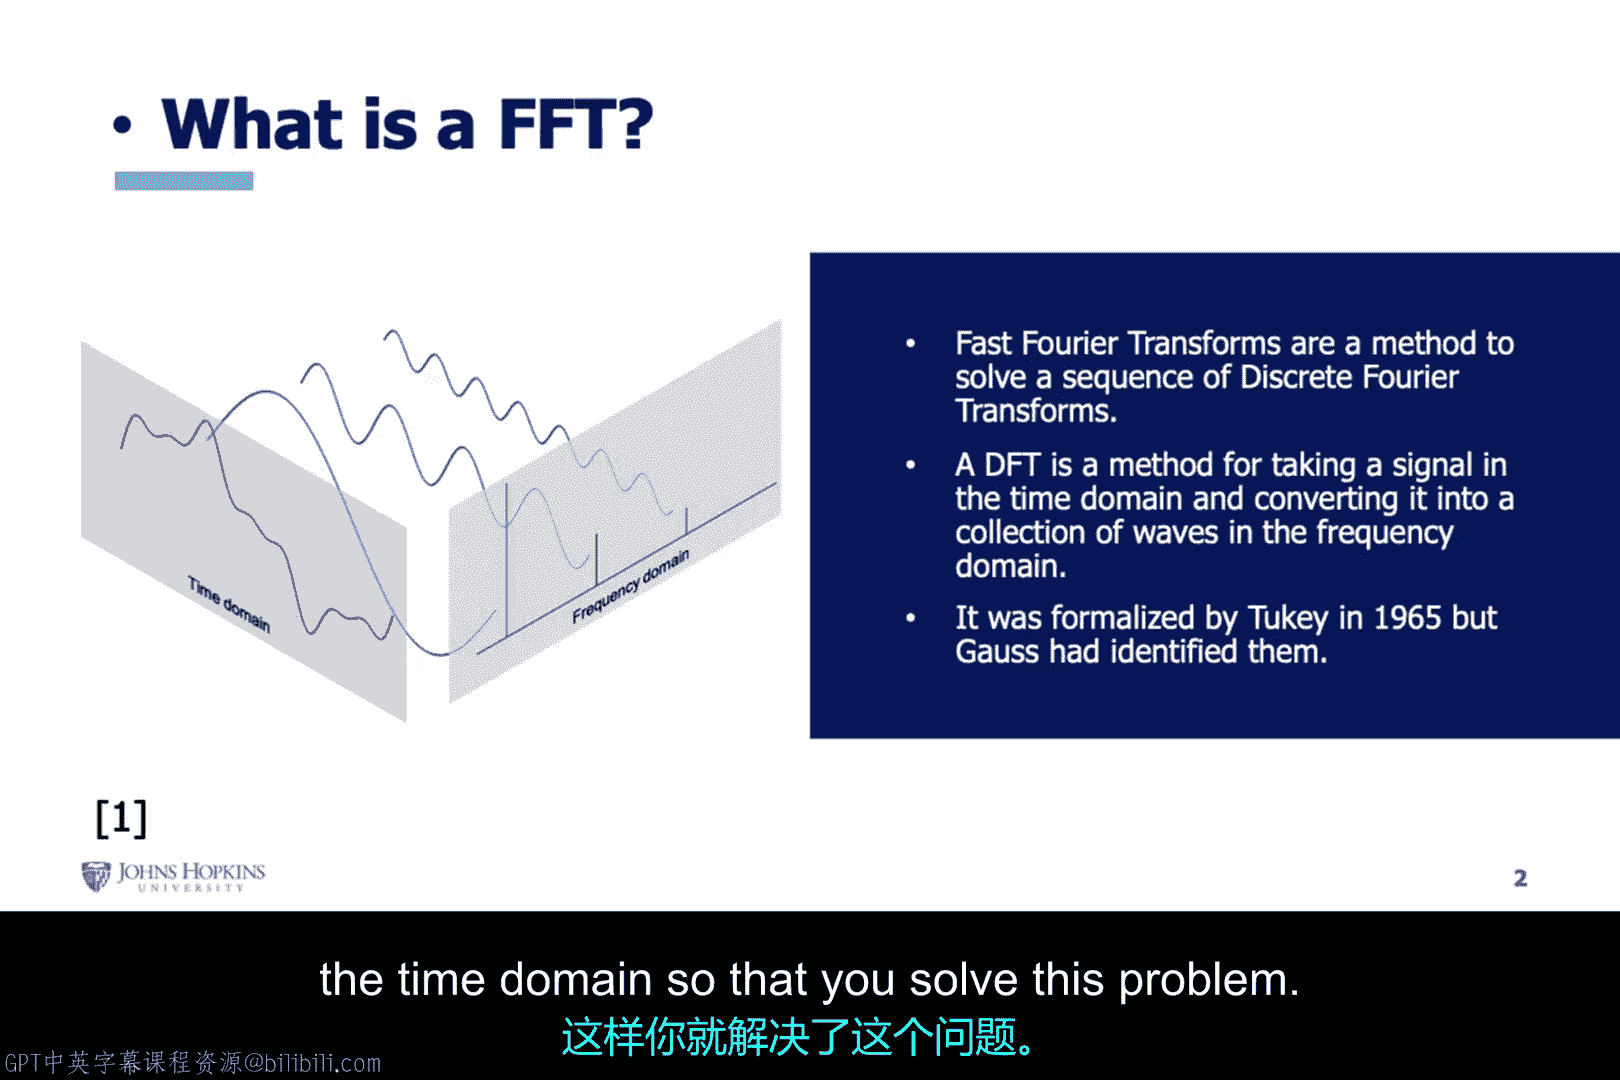 • What is a FFT?
Time domain
Frequency domain
• Fast Fourier Transforms are a method to
solve a sequence of Discrete Fourier
Transforms.
• A DFT is a method for taking a signal in
the time domain and converting it into a
collection of waves in the frequency
domain.
• It was formalized by Tukey in 1965 but
Gauss had identified them.
[1]
JOHNS HOPKINS
UNIVERSITY
2
the time domain so that you solve this problem.
这样你就解决了这个问题。
GPT中英字幕课程资源@bilibili.com